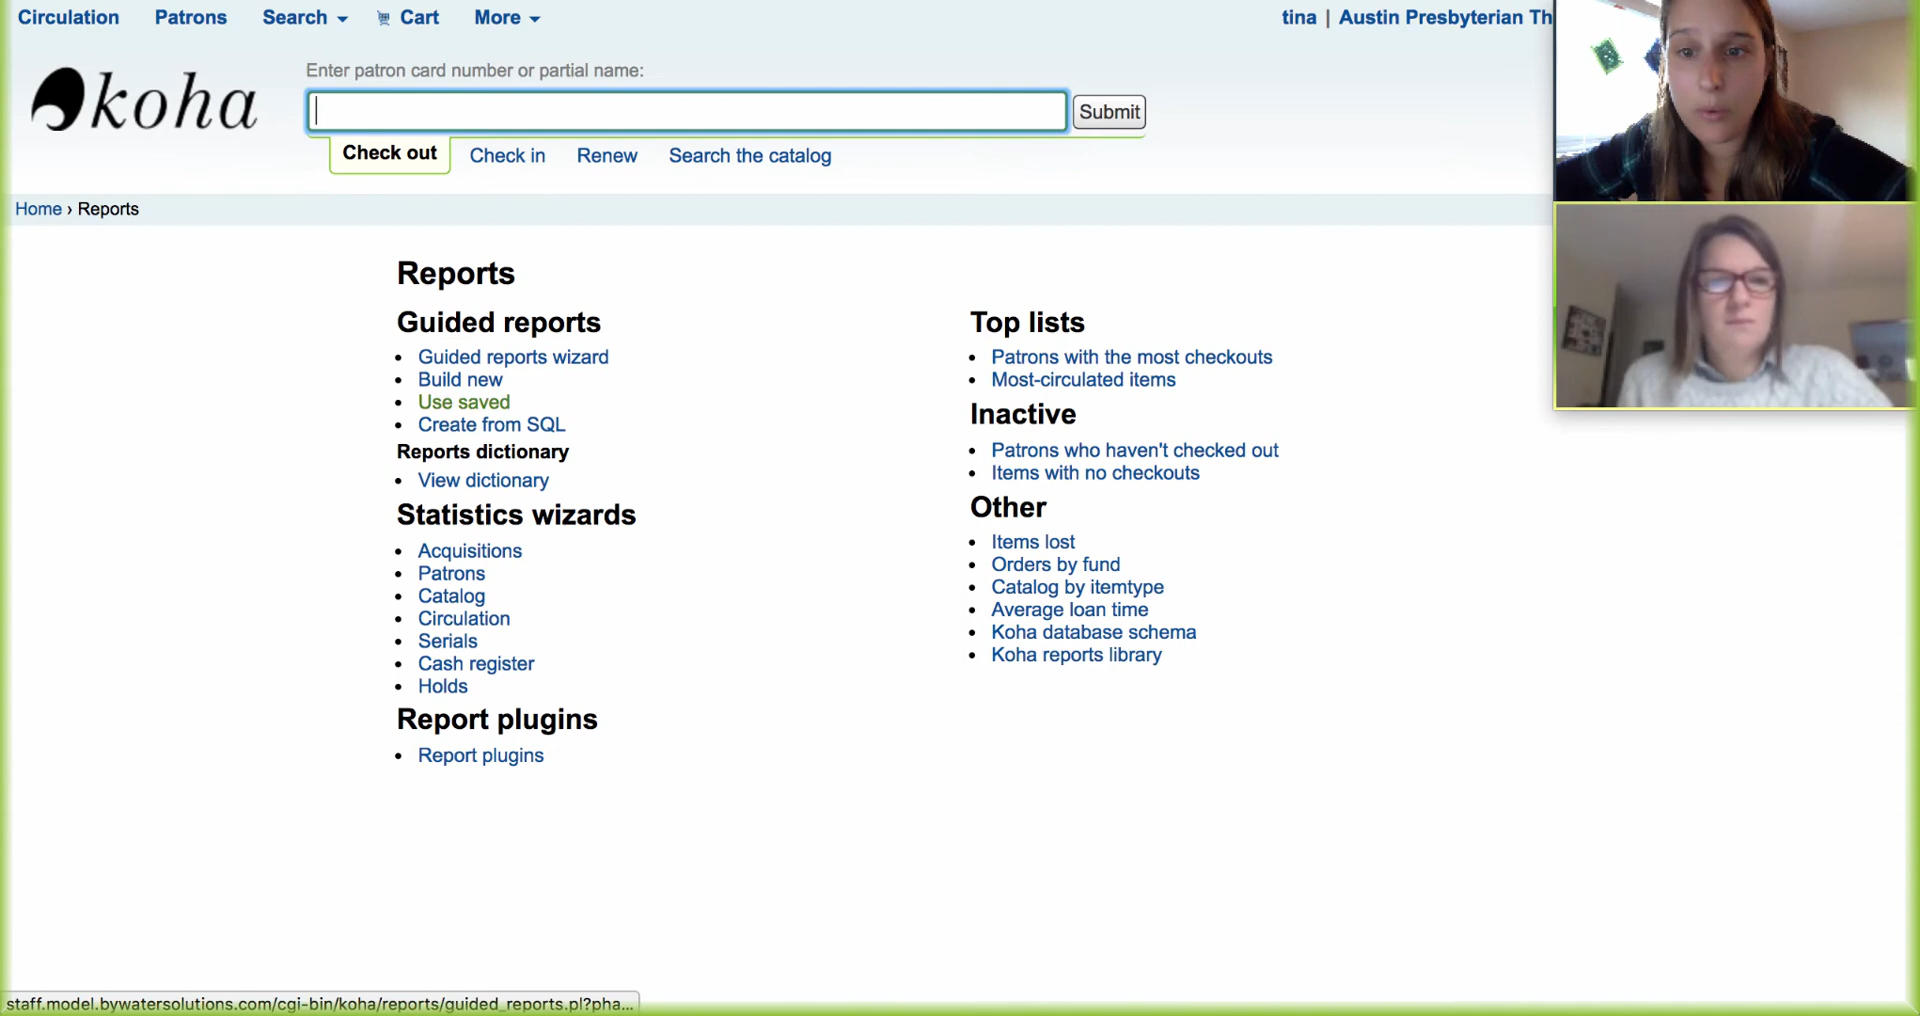 Circulation Patrons Search Cart More tina | Austin Presbyterian Th
koha
Enter patron card number or partial name:
Submit
Check out Check in Renew Search the catalog
Home › Reports
Reports
Guided reports
Guided reports wizard
Build new
Use saved
Create from SQL
Reports dictionary
View dictionary
Statistics wizards
Acquisitions
Patrons
Catalog
Circulation
Serials
Cash register
Holds
Report plugins
Report plugins
Top lists
Patrons with the most checkouts
Most-circulated items
Inactive
Patrons who haven't checked out
Items with no checkouts
Other
Items lost
Orders by fund
Catalog by itemtype
Average loan time
Koha database schema
Koha reports library
staff.model.bywatersolutions.com/cgi-bin/koha/reports/guided_reports.pl?pha...